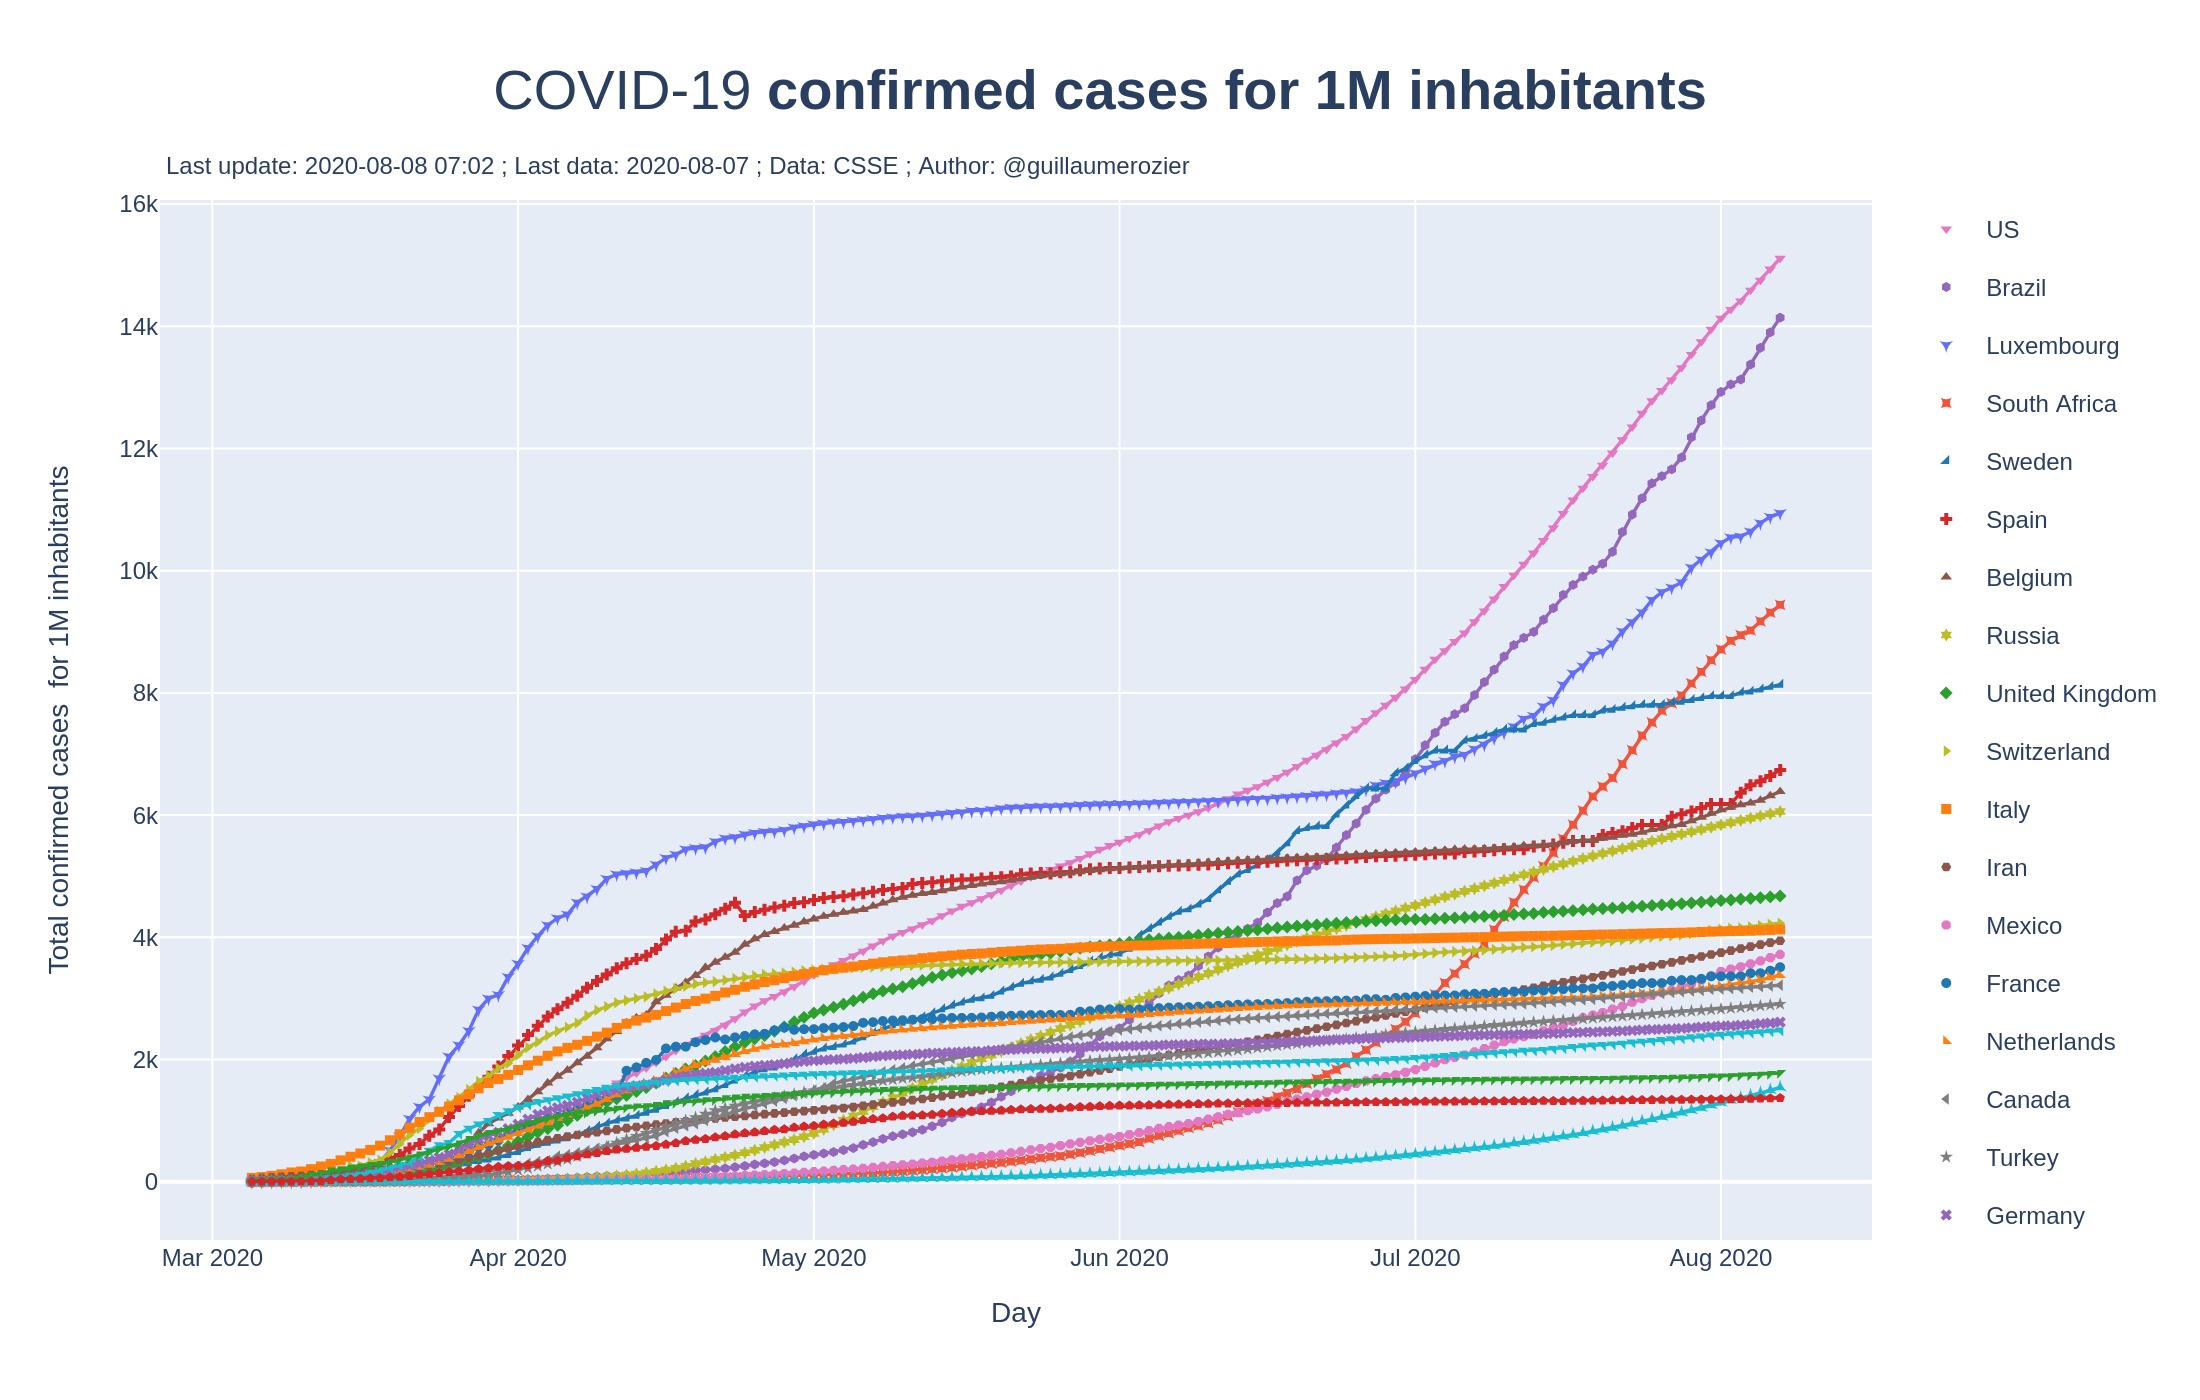 COVID-19 confirmed cases for 1M inhabitants
Last update: 2020-08-08 07:02 ; Last data: 2020-08-07 ; Data: CSSE ; Author: @guillaumerozier
Total confirmed cases  for 1M inhabitants
16k
14k
12k
10k
8k
6k
4k
2k
0
Mar 2020
Apr 2020
May 2020
Jun 2020
Jul 2020
Aug 2020
Day
US
Brazil
Luxembourg
South Africa
Sweden
Spain
Belgium
Russia
United Kingdom
Switzerland
Italy
Iran
Mexico
France
Netherlands
Canada
Turkey
Germany